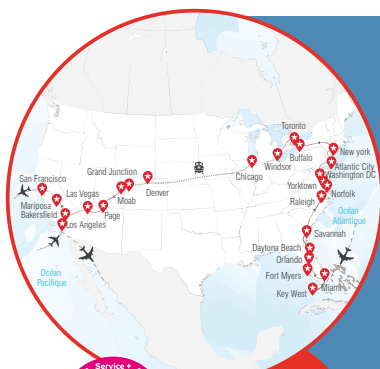 Toronto
New york
Buffalo
Windsor
Chicago
Atlantic City
Washington DC
Grand Junction
San Francisco
Las Vegas
Moab
Denver
Yorktown
Norfolk
Mariposa
Bakersfield
Page
Raleigh
Los Angeles
Océan
Atlantique
Savannah
Daytona Beach
Orlando
Océan
Pacifique
Fort Myers
Miami
Key West
Service +